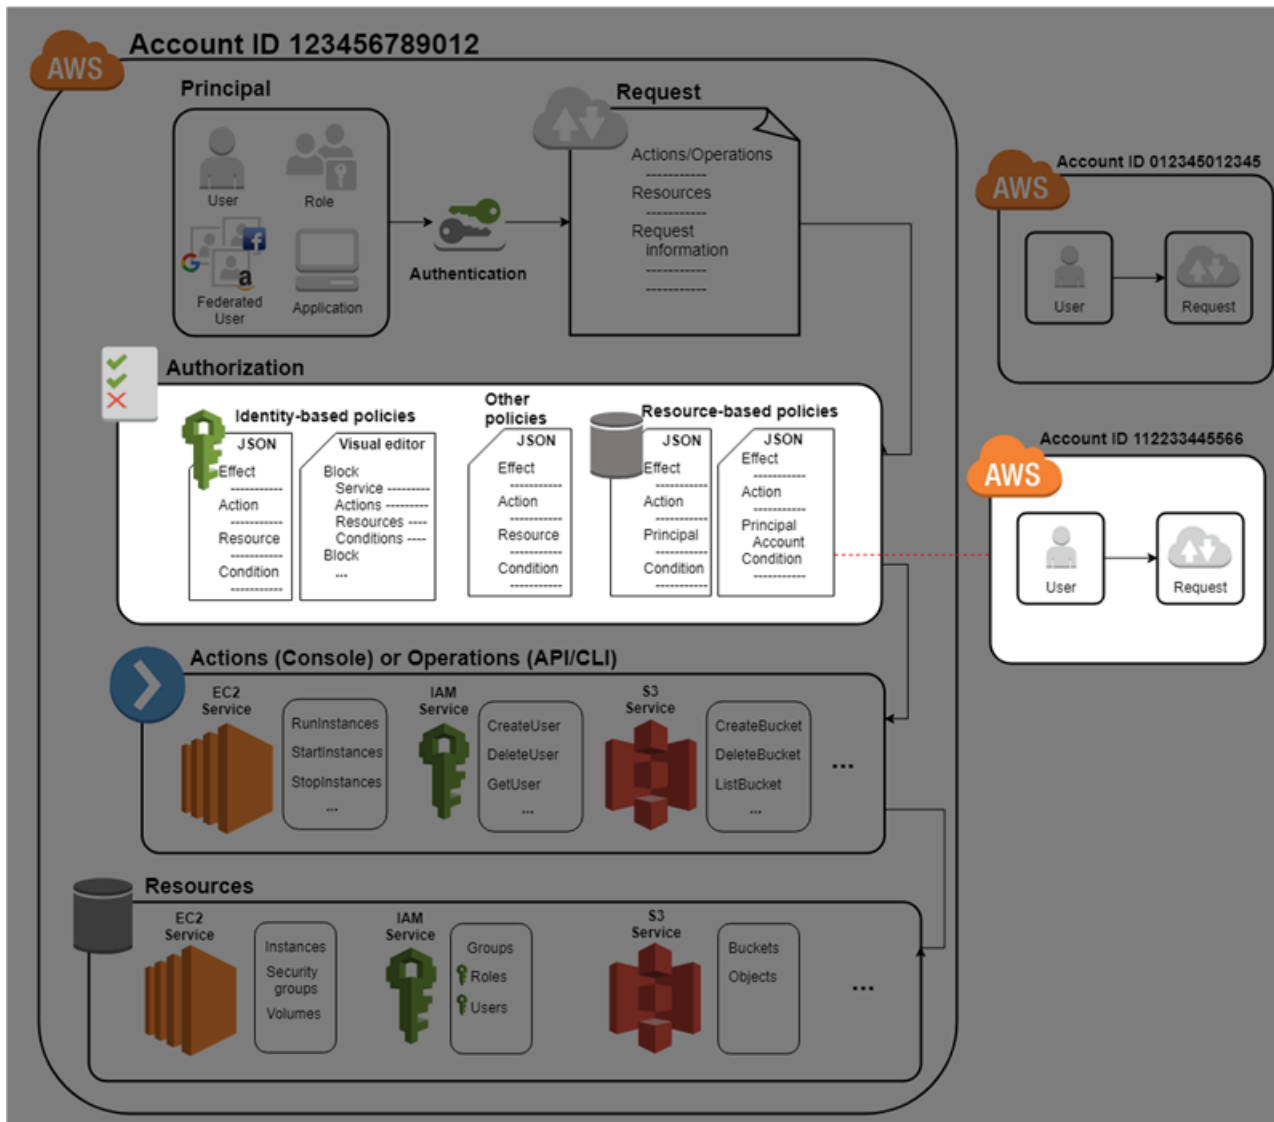 Account ID 123456789012
AWS
Principal
User
Role
Federated
User
Application
Authentication
Request
Actions/Operations
-----------
Resources
-----------
Request
information
-----------
-----------
Account ID 012345012345
AWS
User
Request
Authorization
Identity-based policies
JSON
Effect
-----------
Action
-----------
Resource
-----------
Condition
-----------
Visual editor
Block
Service ---------
Actions ---------
Resources ----
Conditions ----
Block
...
Other
policies
JSON
Effect
-----------
Action
-----------
Resource
-----------
Condition
-----------
Resource-based policies
JSON
Effect
-----------
Action
-----------
Principal
-----------
Condition
-----------
JSON
Effect
-----------
Action
-----------
Principal
Account
Condition
-----------
Account ID 112233445566
AWS
User
Request
Actions (Console) or Operations (API/CLI)
EC2
Service
RunInstances
StartInstances
StopInstances
...
IAM
Service
CreateUser
DeleteUser
GetUser
...
S3
Service
CreateBucket
DeleteBucket
ListBucket
...
...
Resources
EC2
Service
Instances
Security
groups
Volumes
IAM
Service
Groups
Roles
Users
S3
Service
Buckets
Objects
...